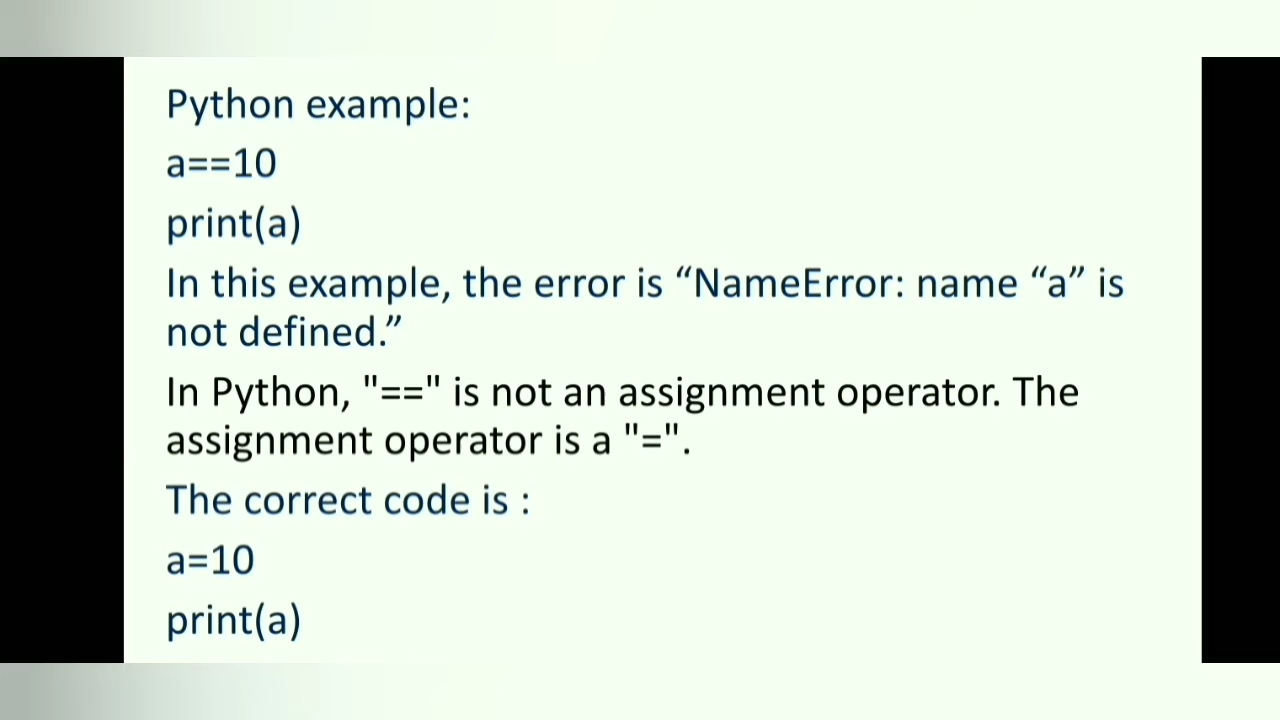 Python example:
a==10
print(a)
In this example, the error is “NameError: name “a” is
not defined.”
In Python, "==" is not an assignment operator. The
assignment operator is a "=".
The correct code is :
a=10
print(a)